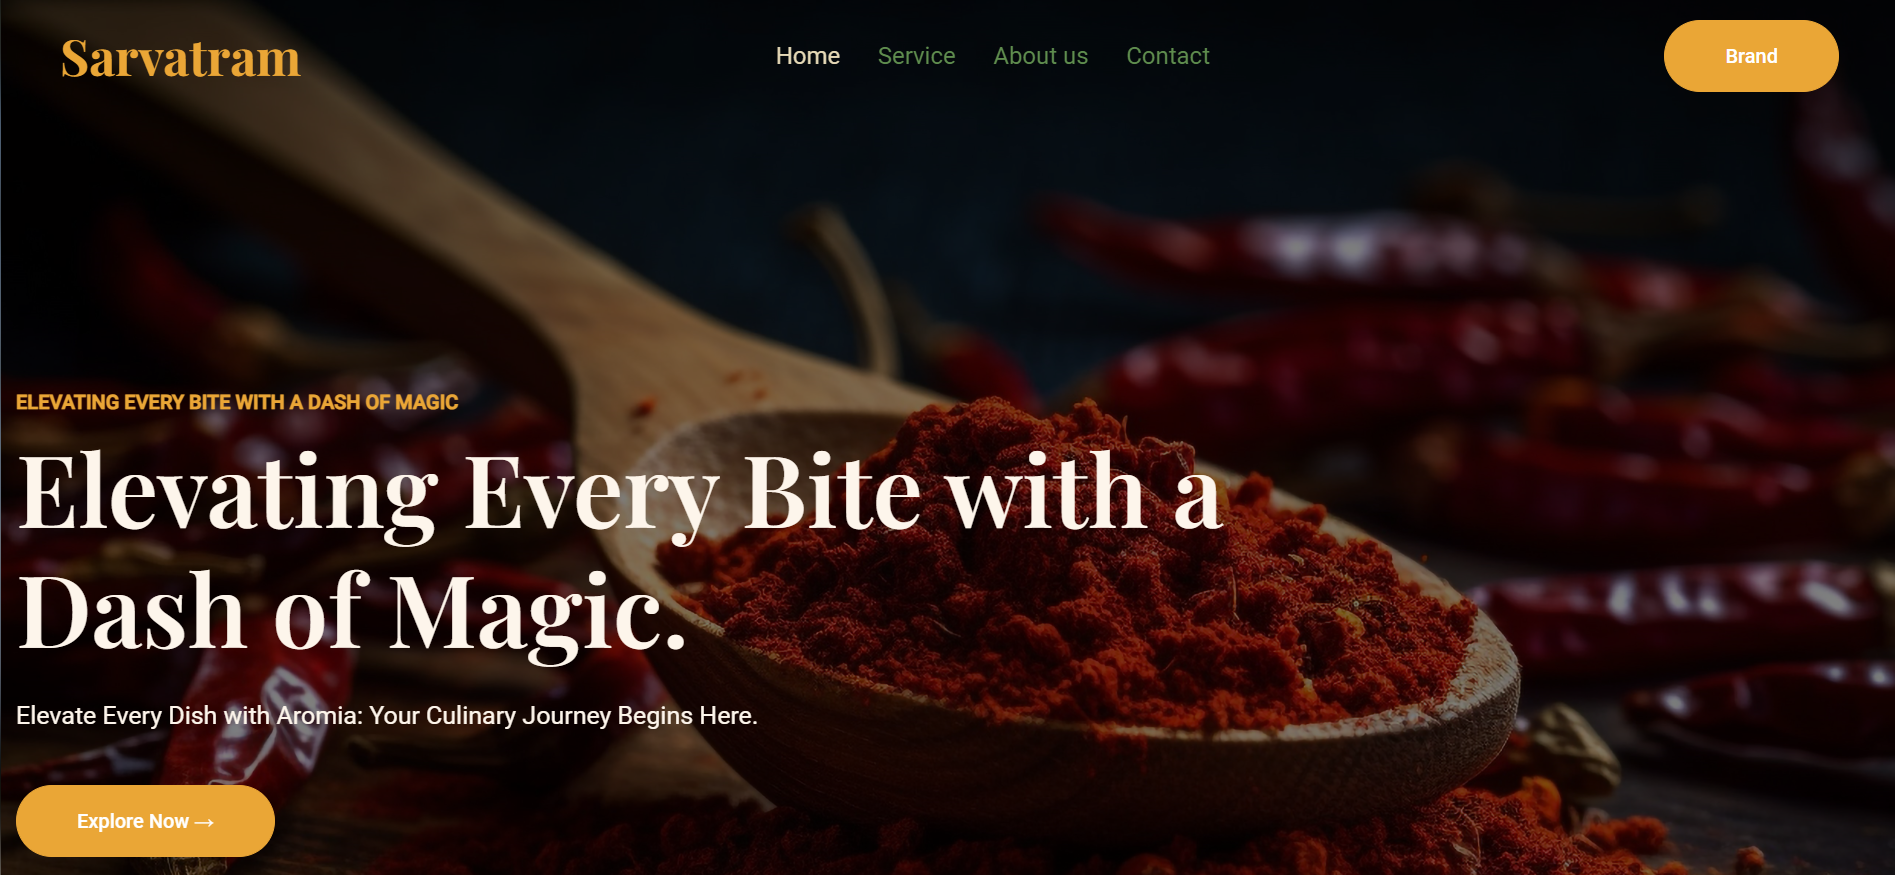 Sarvatram
Home Service About us Contact
Brand
ELEVATING EVERY BITE WITH A DASH OF MAGIC
Elevating Every Bite with a
Dash of Magic.
Elevate Every Dish with Aromia: Your Culinary Journey Begins Here.
Explore Now →